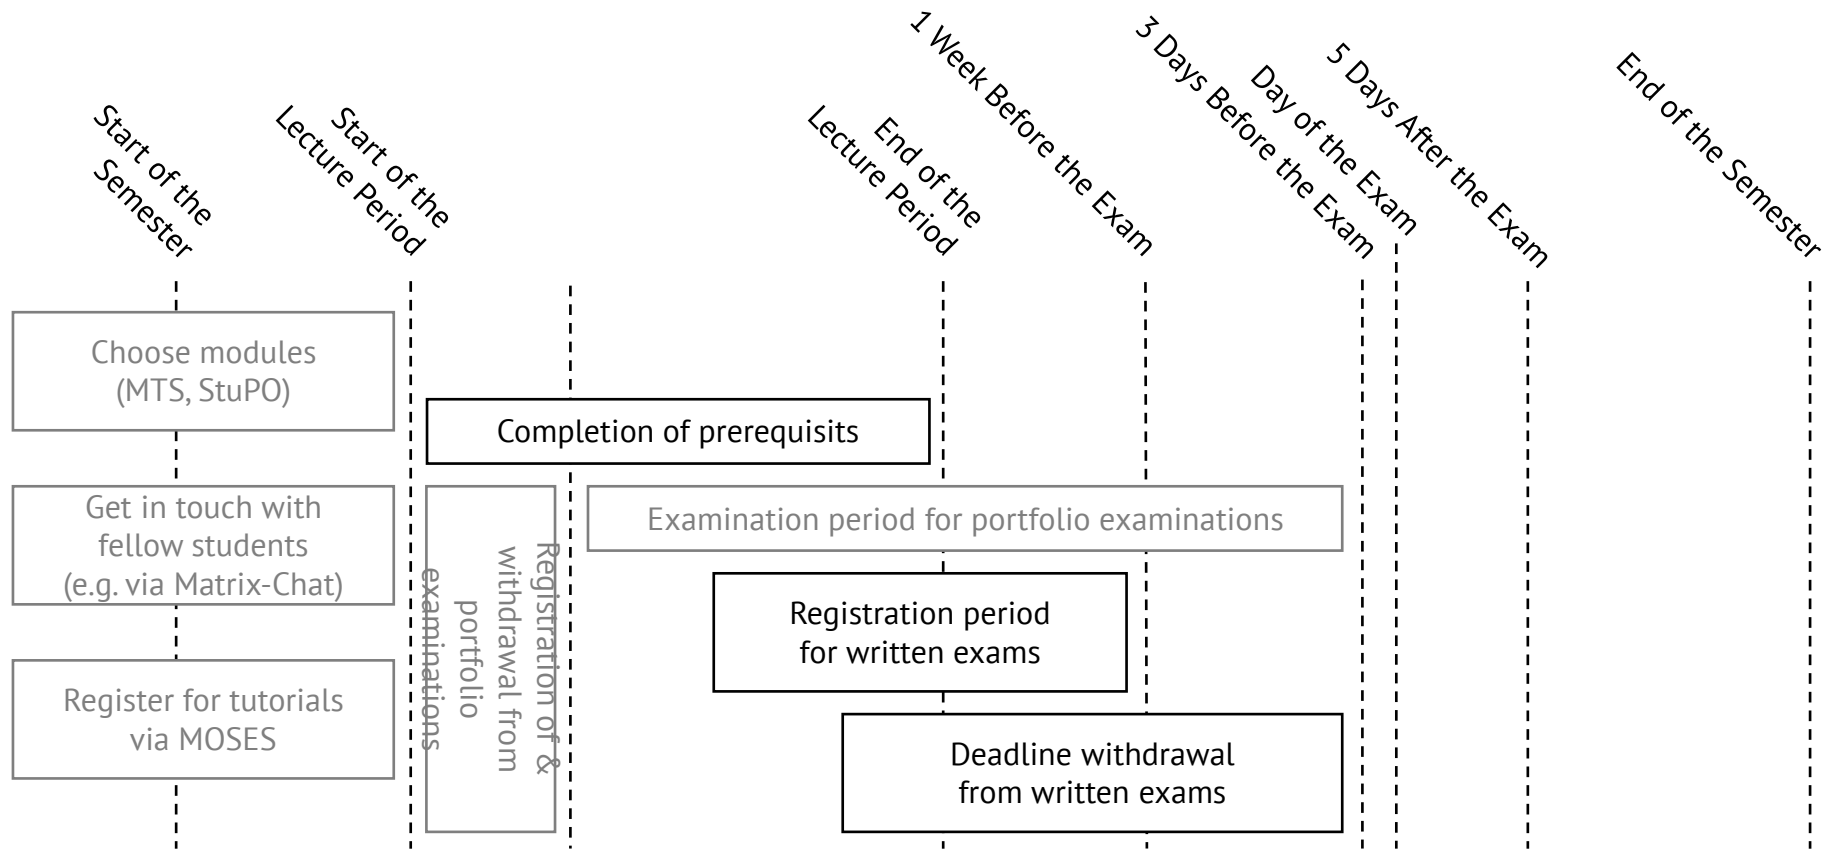 Start of the
Semester
Start of the
Lecture Period
End of the
Lecture Period
1 Week Before the Exam
3 Days Before the Exam
Day of the Exam
5 Days After the Exam
End of the Semester
Choose modules
(MTS, StuPO)
Completion of prerequisits
Get in touch with
fellow students
(e.g. via Matrix-Chat)
Registration of &
withdrawal from
portfolio
examinations
Examination period for portfolio examinations
Registration period
for written exams
Register for tutorials
via MOSES
Deadline withdrawal
from written exams